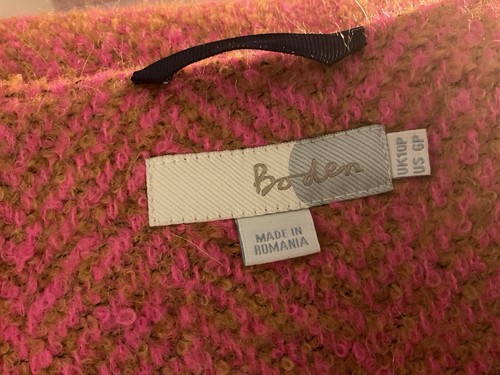 Boden
UK10P
US 6P
MADE IN
ROMANIA